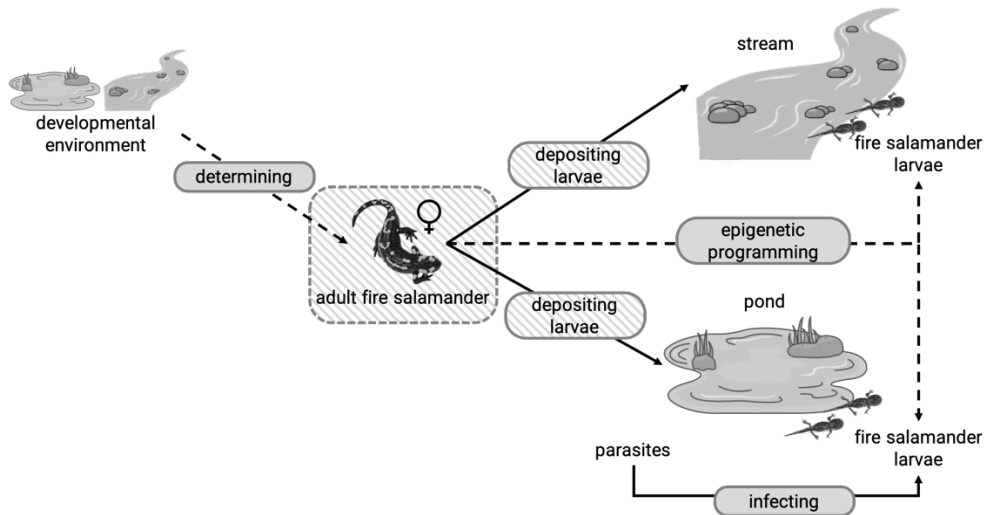 stream
developmental
environment
determining
depositing
larvae
fire salamander
larvae
epigenetic
programming
adult fire salamander
depositing
larvae
pond
fire salamander
larvae
parasites
infecting